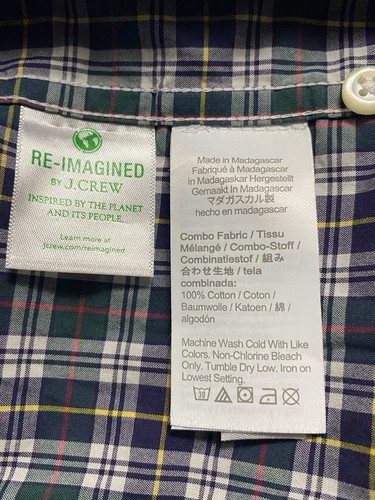 RE-IMAGINED
BY J.CREW
INSPIRED BY THE PLANET
AND ITS PEOPLE.
Learn more at
jcrew.com/reimagined
Made in Madagascar
Fabriqué à Madagascar
In Madagaskar Hergestellt
Gemaakt In Madagascar
マダガスカル製
hecho en madagascar
Combo Fabric / Tissu
Mélangé / Combo-Stoff /
Combinatiestof / 組み
合わせ生地 / tela
combinada:
100% Cotton / Coton /
Baumwolle / Katoen / 綿 /
algodón
Machine Wash Cold With Like
Colors. Non-Chlorine Bleach
Only. Tumble Dry Low. Iron on
Lowest Setting.
30